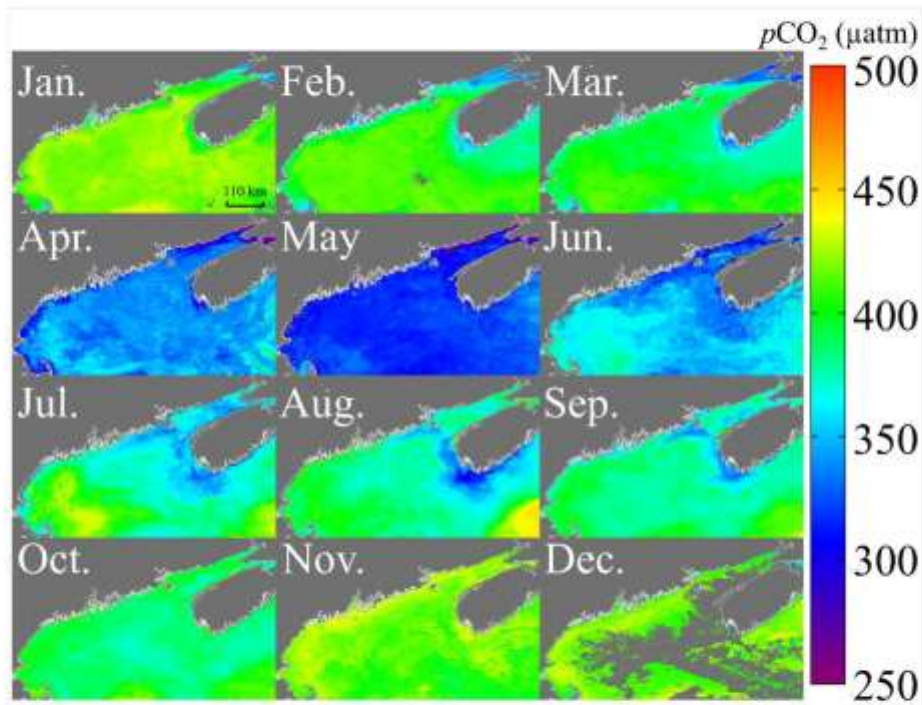 pCO₂ (µatm)
Jan. Feb. Mar.
110 km
Apr. May Jun.
Jul. Aug. Sep.
Oct. Nov. Dec.
500
450
400
350
300
250